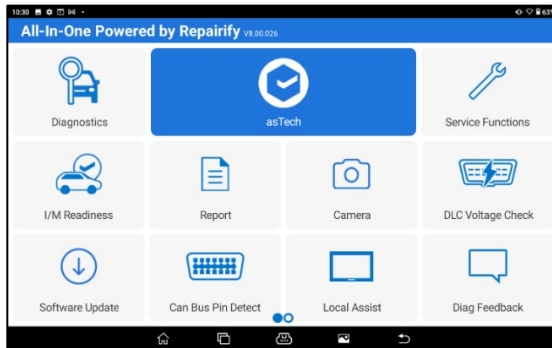 10:30
63%
All-In-One Powered by Repairify V8.00.026
Diagnostics
asTech
Service Functions
I/M Readiness
Report
Camera
DLC Voltage Check
Software Update
Can Bus Pin Detect
Local Assist
Diag Feedback